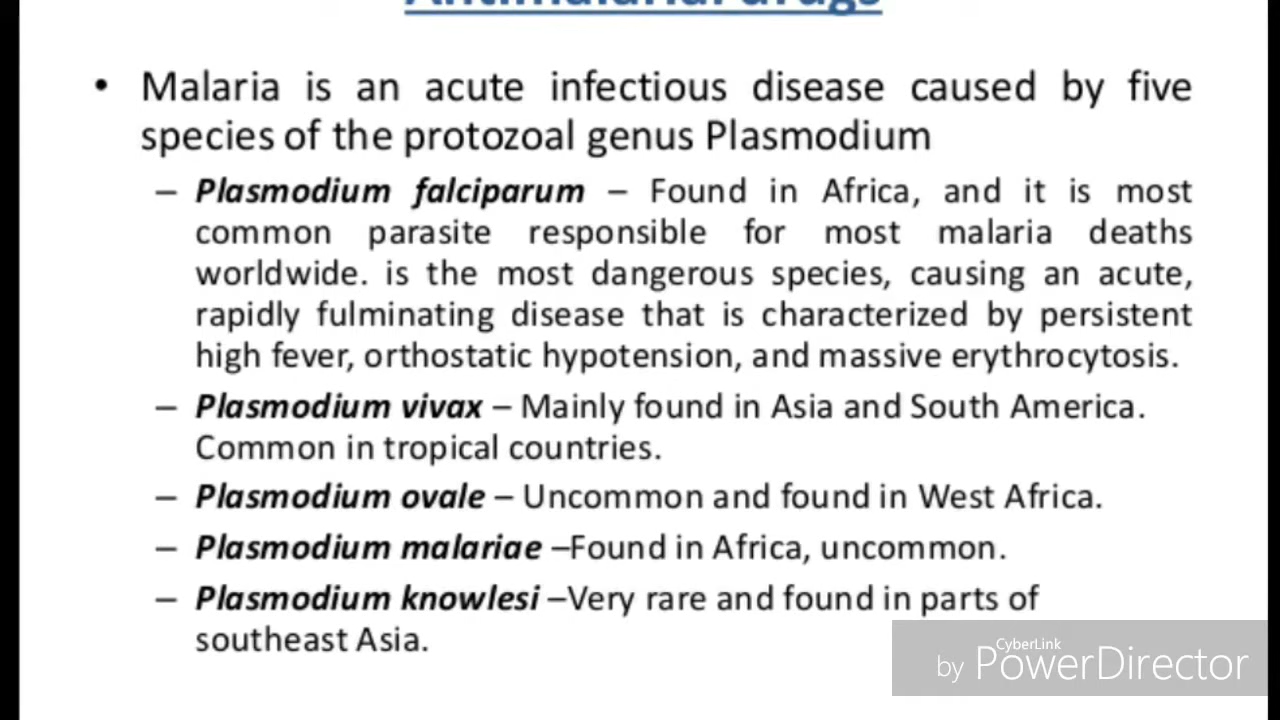 Antimalarial drugs
• Malaria is an acute infectious disease caused by five
species of the protozoal genus Plasmodium
– Plasmodium falciparum – Found in Africa, and it is most
common parasite responsible for most malaria deaths
worldwide. is the most dangerous species, causing an acute,
rapidly fulminating disease that is characterized by persistent
high fever, orthostatic hypotension, and massive erythrocytosis.
– Plasmodium vivax – Mainly found in Asia and South America.
Common in tropical countries.
– Plasmodium ovale – Uncommon and found in West Africa.
– Plasmodium malariae –Found in Africa, uncommon.
– Plasmodium knowlesi –Very rare and found in parts of
southeast Asia.
CyberLink
by PowerDirector